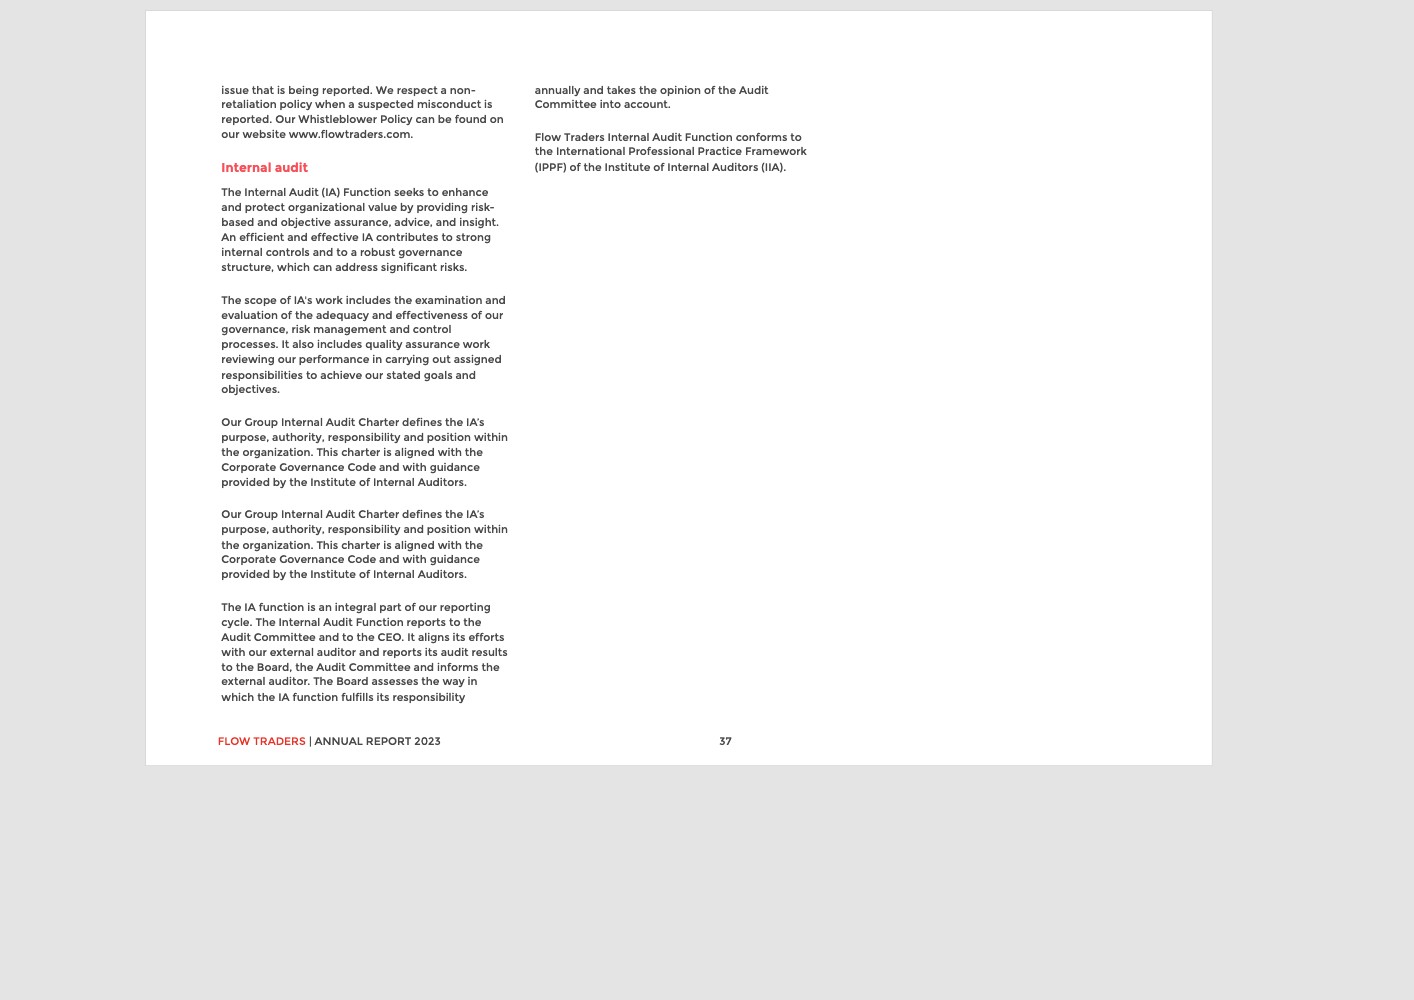 issue that is being reported. We respect a non-
retaliation policy when a suspected misconduct is
reported. Our Whistleblower Policy can be found on
our website www.flowtraders.com.
Internal audit
The Internal Audit (IA) Function seeks to enhance
and protect organizational value by providing risk-
based and objective assurance, advice, and insight.
An efficient and effective IA contributes to strong
internal controls and to a robust governance
structure, which can address significant risks.
The scope of IA's work includes the examination and
evaluation of the adequacy and effectiveness of our
governance, risk management and control
processes. It also includes quality assurance work
reviewing our performance in carrying out assigned
responsibilities to achieve our stated goals and
objectives.
Our Group Internal Audit Charter defines the IA's
purpose, authority, responsibility and position within
the organization. This charter is aligned with the
Corporate Governance Code and with guidance
provided by the Institute of Internal Auditors.
Our Group Internal Audit Charter defines the IA's
purpose, authority, responsibility and position within
the organization. This charter is aligned with the
Corporate Governance Code and with guidance
provided by the Institute of Internal Auditors.
The IA function is an integral part of our reporting
cycle. The Internal Audit Function reports to the
Audit Committee and to the CEO. It aligns its efforts
with our external auditor and reports its audit results
to the Board, the Audit Committee and informs the
external auditor. The Board assesses the way in
which the IA function fulfills its responsibility
annually and takes the opinion of the Audit
Committee into account.
Flow Traders Internal Audit Function conforms to
the International Professional Practice Framework
(IPPF) of the Institute of Internal Auditors (IIA).
FLOW TRADERS | ANNUAL REPORT 2023
37